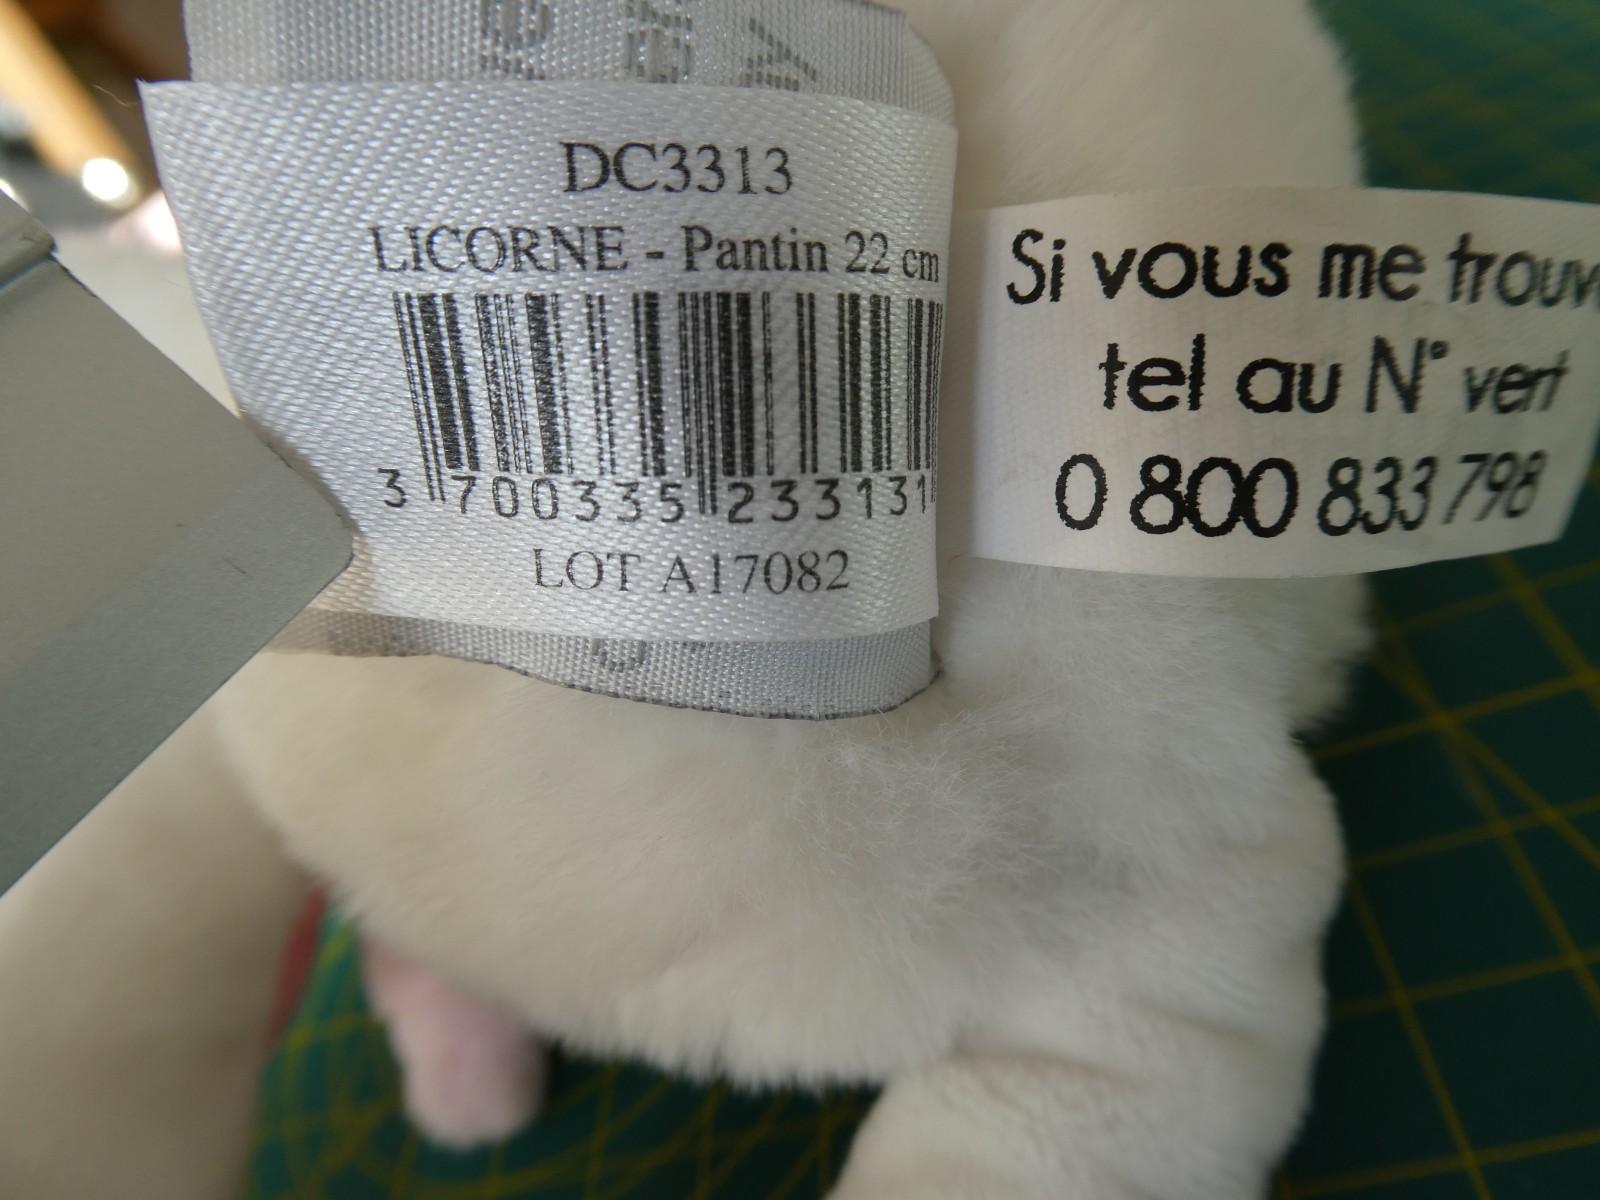 DC3313
LICORNE - Pantin 22 cm
3 700335 233131
LOT A17082
Si vous me trouve
tel au N° vert
0 800 833 798